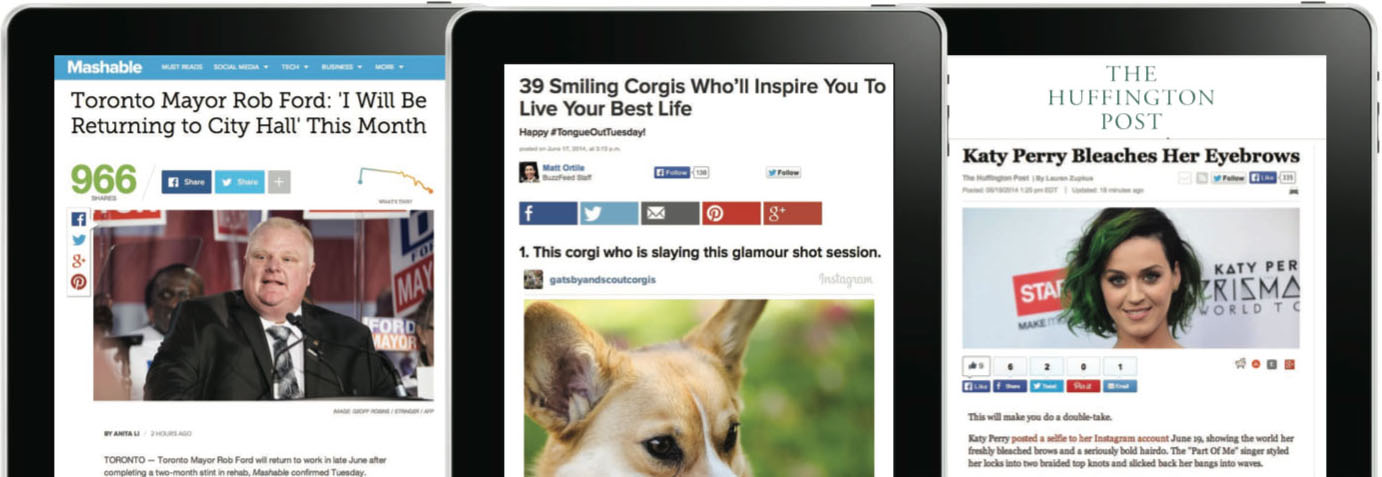 Mashable
MUST READS SOCIAL MEDIA TECH BUSINESS MORE
Toronto Mayor Rob Ford: 'I Will Be
Returning to City Hall' This Month
966
SHARES
Share
Share
WHAT'S THIS?
MAY
FORD
MAYOR
IMAGE: GEOFF ROBINS / STRINGER / AFP
BY ANITA LI / 2 HOURS AGO
TORONTO — Toronto Mayor Rob Ford will return to work in late June after
completing a two-month stint in rehab, Mashable confirmed Tuesday.
39 Smiling Corgis Who'll Inspire You To
Live Your Best Life
Happy #TongueOutTuesday!
posted on June 17, 2014, at 3:13 p.m.
Matt Ortile
BuzzFeed Staff
Follow 138
Follow
1. This corgi who is slaying this glamour shot session.
gatsbyandscoutcorgis
Instagram
THE
HUFFINGTON
POST
Katy Perry Bleaches Her Eyebrows
The Huffington Post | By Lauren Zupkus
Follow
Like
Posted: 06/19/2014 1:25 pm EDT | Updated: 19 minutes ago
STAP
MAKE
KATY PER
PRISMA
WORLD TO
9 6 2 0 1
Like Share Tweet Pin it Email
This will make you do a double-take.
Katy Perry posted a selfie to her Instagram account June 19, showing the world her
freshly bleached brows and a seriously bold hairdo. The "Part Of Me" singer styled
her locks into two braided top knots and slicked back her bangs into waves.